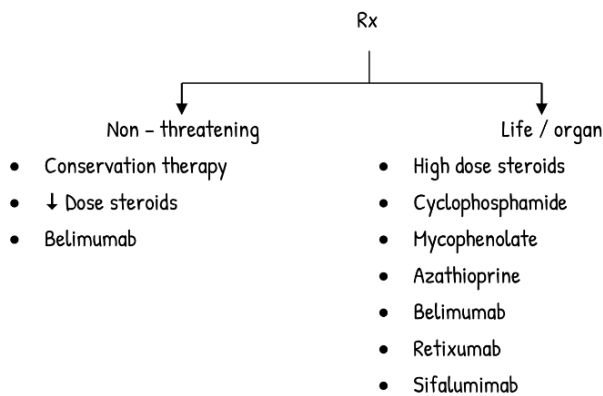 Rx
Non – threatening
• Conservation therapy
• ↓ Dose steroids
• Belimumab
Life / organ
• High dose steroids
• Cyclophosphamide
• Mycophenolate
• Azathioprine
• Belimumab
• Retixumab
• Sifalumimab